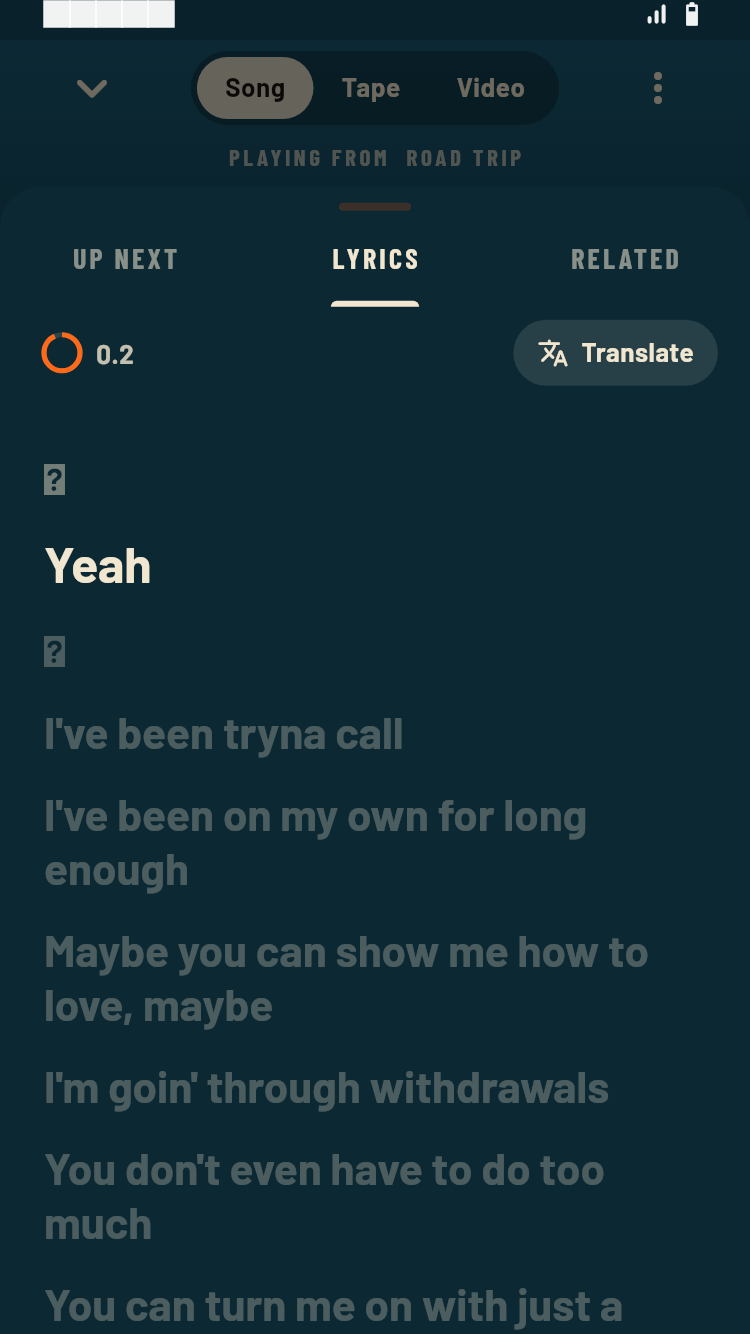 Song Tape Video
PLAYING FROM ROAD TRIP
UP NEXT LYRICS RELATED
0.2 Translate
?
Yeah
?
I've been tryna call
I've been on my own for long
enough
Maybe you can show me how to
love, maybe
I'm goin' through withdrawals
You don't even have to do too
much
You can turn me on with just a